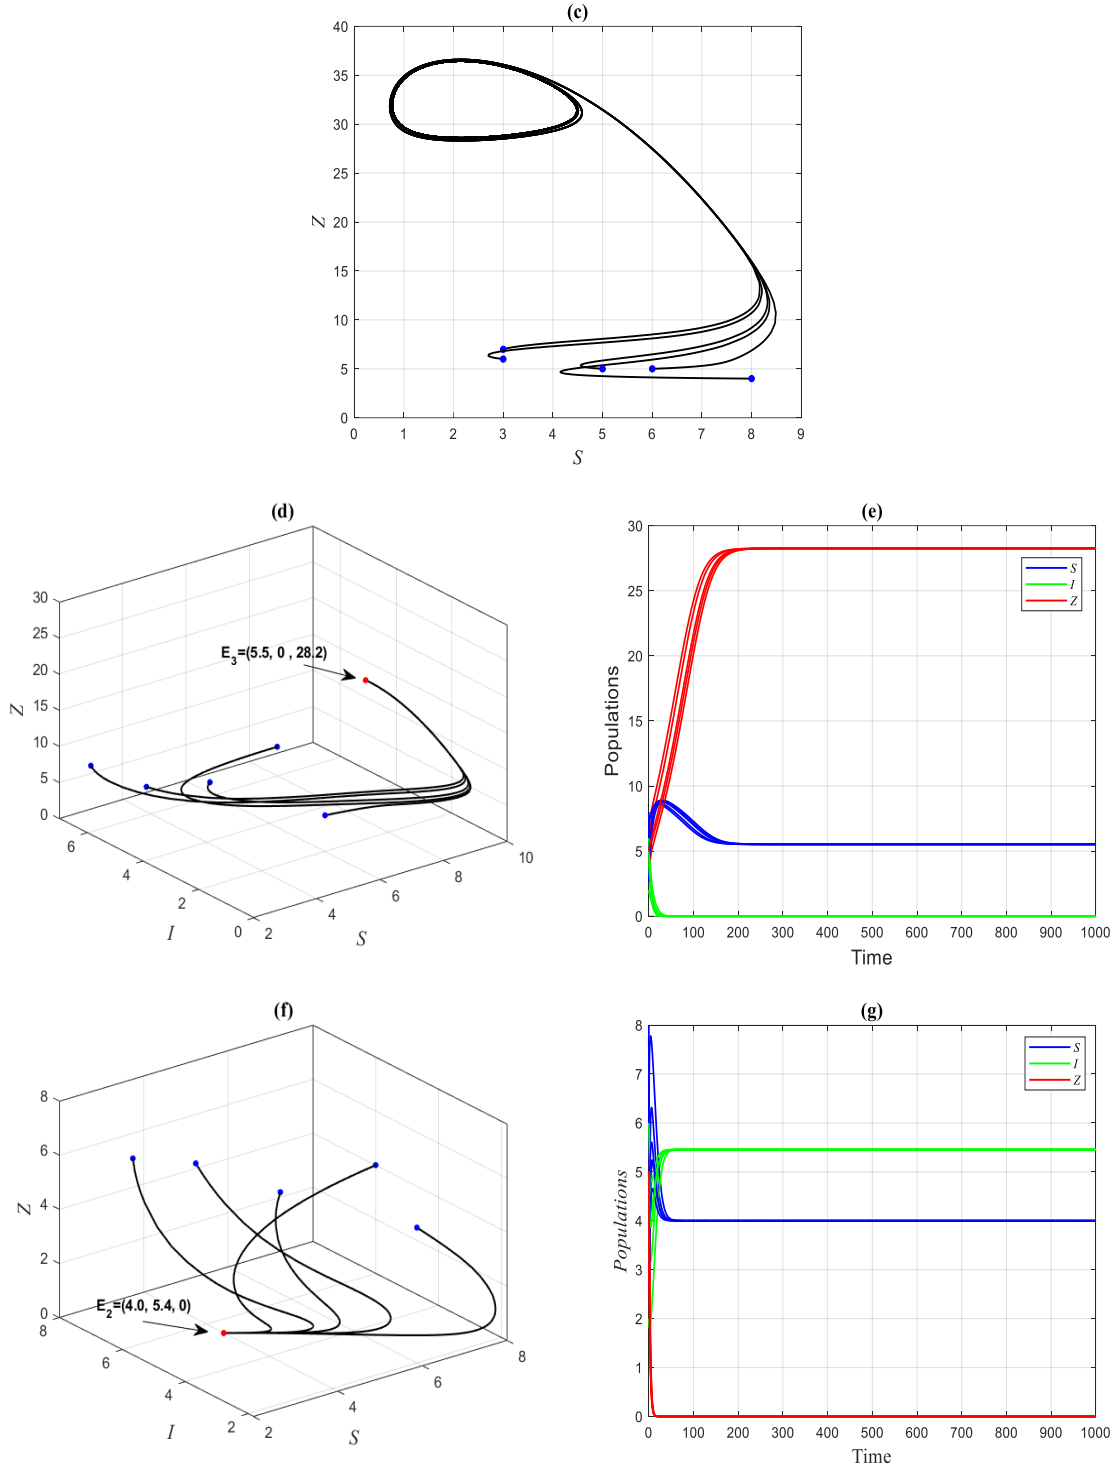 (c)
40
35
30
25
20
15
10
5
0
Z
0 1 2 3 4 5 6 7 8 9
S
(d)
30
25
20
15
10
5
0
Z
E3=(5.5, 0 , 28.2)
6 4 2 0
I
2 4 6 8 10
S
(e)
30
25
20
15
10
5
0
Populations
S
I
Z
0 100 200 300 400 500 600 700 800 900 1000
Time
(f)
8
6
4
2
0
Z
E2=(4.0, 5.4, 0)
8 6 4 2
I
2 4 6 8
S
(g)
8
7
6
5
4
3
2
1
0
Populations
S
I
Z
0 100 200 300 400 500 600 700 800 900 1000
Time